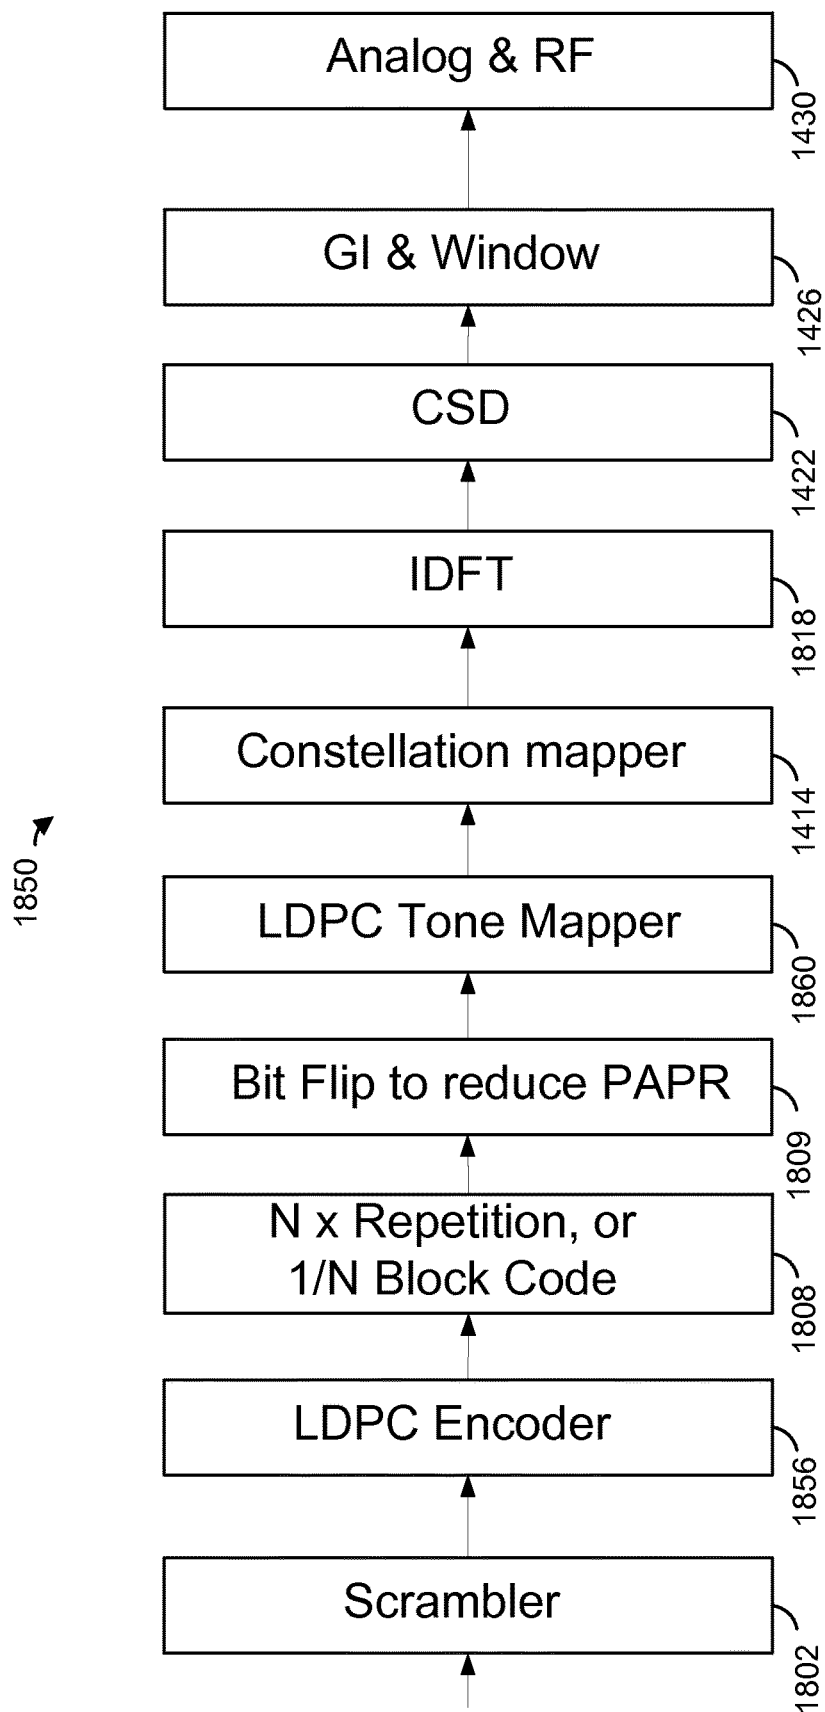 Analog & RF
1430
GI & Window
1426
CSD
1422
IDFT
1818
Constellation mapper
1414
1850
LDPC Tone Mapper
1860
Bit Flip to reduce PAPR
1809
N x Repetition, or
1/N Block Code
1808
LDPC Encoder
1856
Scrambler
1802